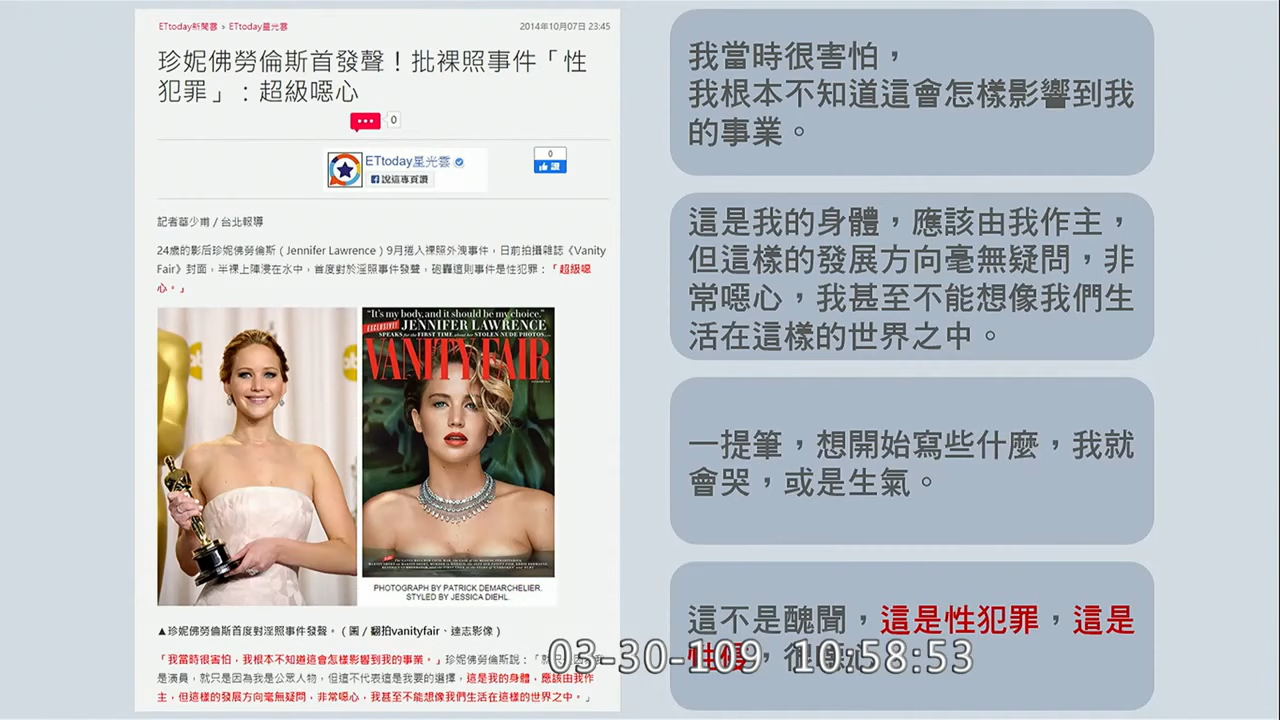 ETtoday新聞雲 > ETtoday星光雲
2014年10月07日 23:45
珍妮佛勞倫斯首發聲！批裸照事件「性
犯罪」：超級噁心
0
ETtoday星光雲
說這專頁讚
0
讚
24歲的影后珍妮佛勞倫斯（Jennifer Lawrence）9月捲入裸照外洩事件，日前拍攝雜誌《Vanity
Fair》封面，半裸上陣浸在水中，首度對於淫照事件發聲，砲轟這則事件是性犯罪：「超級噁
心。」
"It's my body, and it should be my choice."
EXCLUSIVE! JENNIFER LAWRENCE
SPEAKS for the FIRST TIME about her STOLEN NUDE PHOTOS...
VANITY FAIR
PHOTOGRAPH BY PATRICK DEMARCHELIER.
STYLED BY JESSICA DIEHL.
▲珍妮佛勞倫斯首度對淫照事件發聲。（圖／翻拍vanityfair、達志影像）
「我當時很害怕，我根本不知道這會怎樣影響到我的事業。」珍妮佛勞倫斯說：「就
是演員，就只是因為我是公眾人物，但這不代表這是我要的選擇，這是我的身體，應該由我作
主，但這樣的發展方向毫無疑問，非常噁心，我甚至不能想像我們生活在這樣的世界之中。」
我當時很害怕，
我根本不知道這會怎樣影響到我
的事業。
這是我的身體，應該由我作主，
但這樣的發展方向毫無疑問，非
常噁心，我甚至不能想像我們生
活在這樣的世界之中。
一提筆，想開始寫些什麼，我就
會哭，或是生氣。
這不是醜聞，這是性犯罪，這是
03-30-109 10:58:53